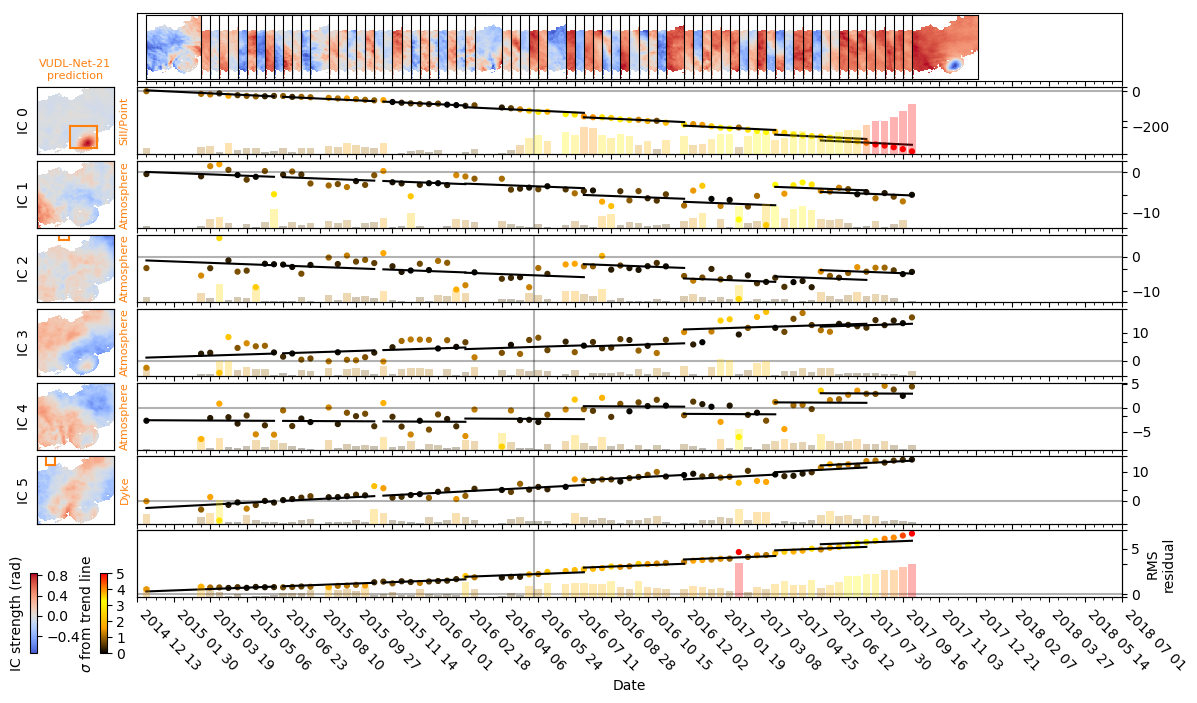 VUDL-Net-21
prediction
IC 0
Sill/Point
0
−200
IC 1
Atmosphere
0
−10
IC 2
Atmosphere
0
−10
IC 3
Atmosphere
10
0
IC 4
Atmosphere
5
0
−5
IC 5
Dyke
10
0
5
0
RMS
residual
IC strength (rad)
0.8
0.4
0.0
−0.4
σ from trend line
5
4
3
2
1
0
2014 12 13
2015 01 30
2015 03 19
2015 05 06
2015 06 23
2015 08 10
2015 09 27
2015 11 14
2016 01 01
2016 02 18
2016 04 06
2016 05 24
2016 07 11
2016 08 28
2016 10 15
2016 12 02
2017 01 19
2017 03 08
2017 04 25
2017 06 12
2017 07 30
2017 09 16
2017 11 03
2017 12 21
2018 02 07
2018 03 27
2018 05 14
2018 07 01
Date